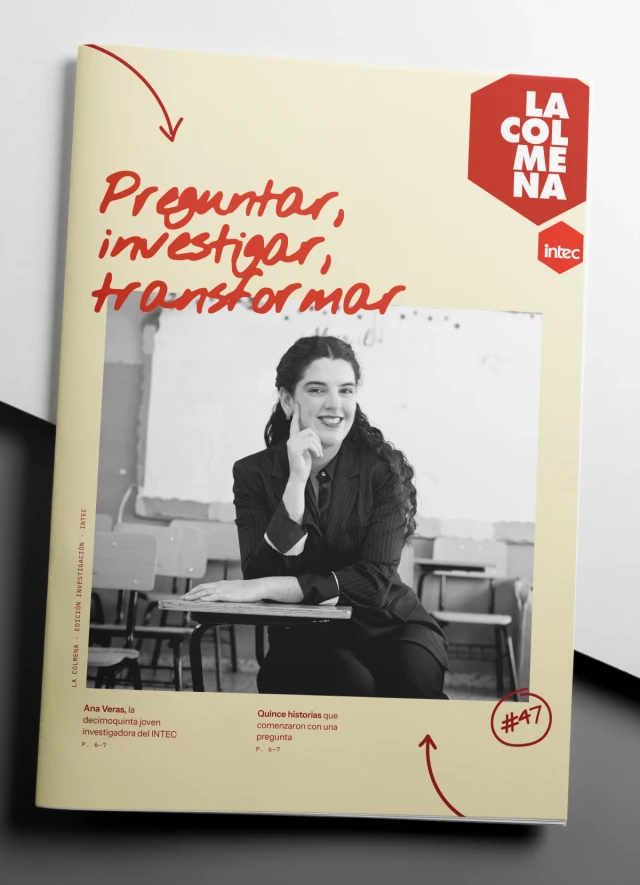 LA
COL
ME
NA
intec
Preguntar,
investigar,
transformar
LA COLMENA · EDICIÓN INVESTIGACIÓN · INTEC
Ana Veras, la
decimoquinta joven
investigadora del INTEC
P. 6-7
Quince historias que
comenzaron con una
pregunta
P. 6-7
#47